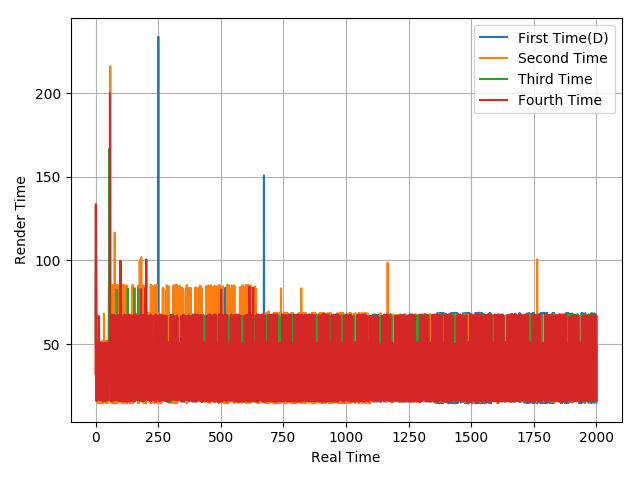 First Time(D)
Second Time
Third Time
Fourth Time
200
150
100
50
Render Time
0 250 500 750 1000 1250 1500 1750 2000
Real Time